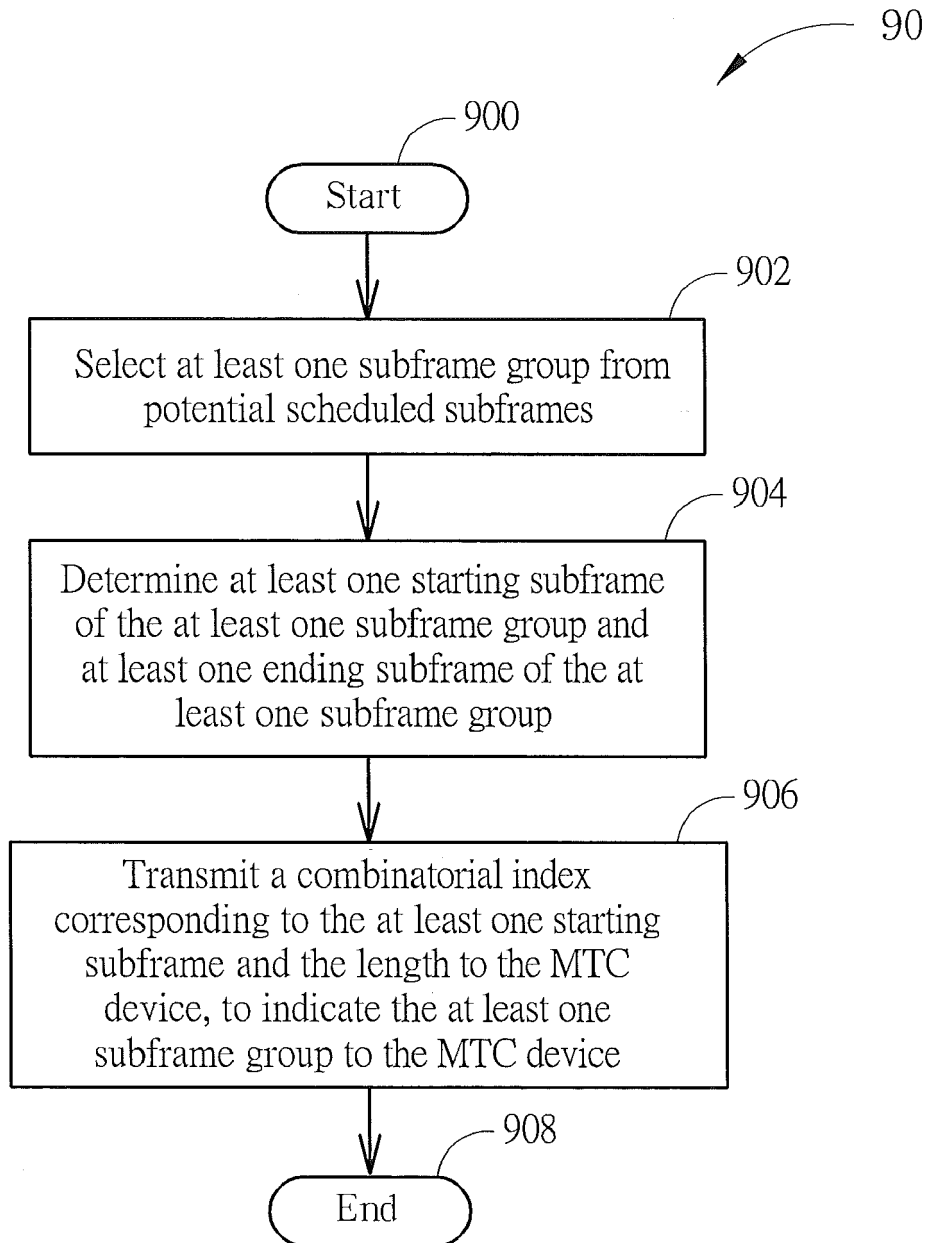 90
900
Start
902
Select at least one subframe group from
potential scheduled subframes
904
Determine at least one starting subframe
of the at least one subframe group and
at least one ending subframe of the at
least one subframe group
906
Transmit a combinatorial index
corresponding to the at least one starting
subframe and the length to the MTC
device, to indicate the at least one
subframe group to the MTC device
908
End